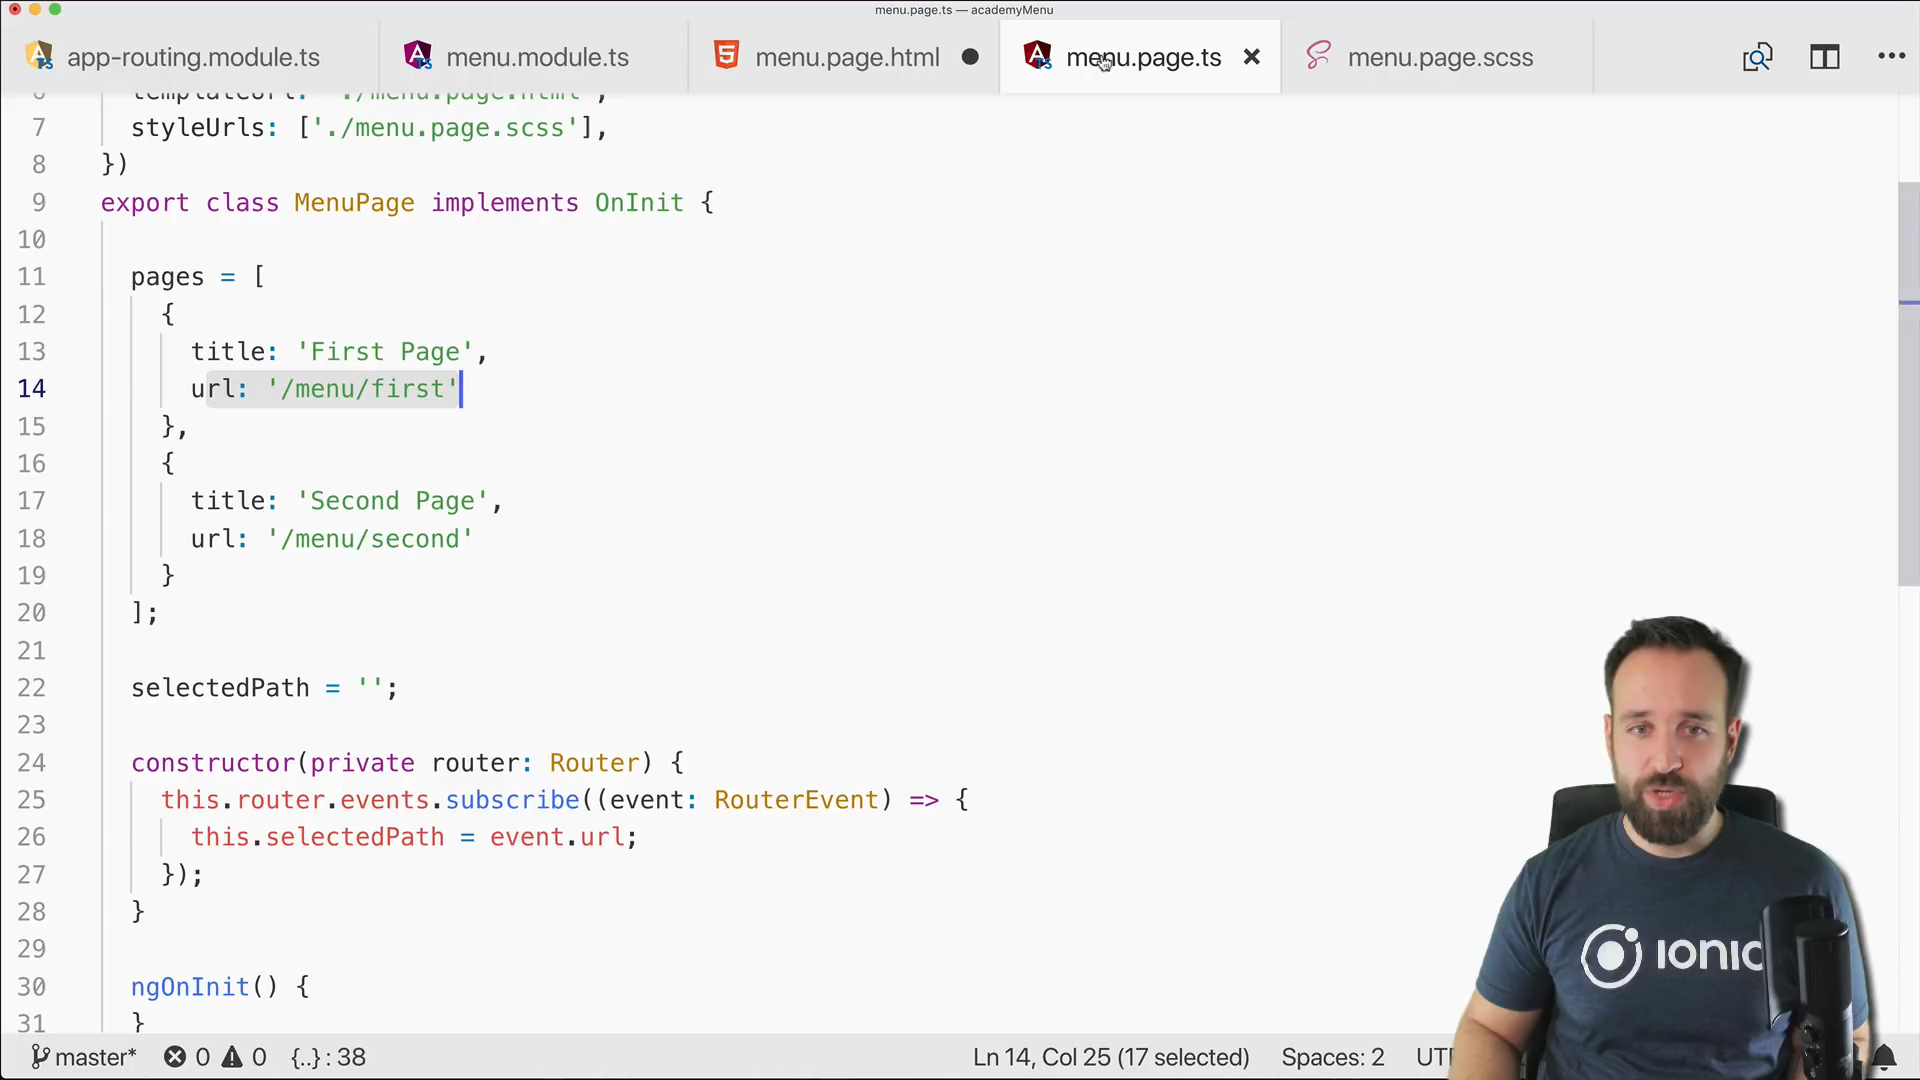 menu.page.ts — academyMenu
app-routing.module.ts
menu.module.ts
menu.page.html
menu.page.ts
menu.page.scss
6 templateUrl: './menu.page.html',
7 styleUrls: ['./menu.page.scss'],
8 })
9 export class MenuPage implements OnInit {
10
11 pages = [
12 {
13 title: 'First Page',
14 url: '/menu/first'
15 },
16 {
17 title: 'Second Page',
18 url: '/menu/second'
19 }
20 ];
21
22 selectedPath = '';
23
24 constructor(private router: Router) {
25 this.router.events.subscribe((event: RouterEvent) => {
26 this.selectedPath = event.url;
27 });
28 }
29
30 ngOnInit() {
31 }
ionic
master* 0 0 {..} : 38 Ln 14, Col 25 (17 selected) Spaces: 2